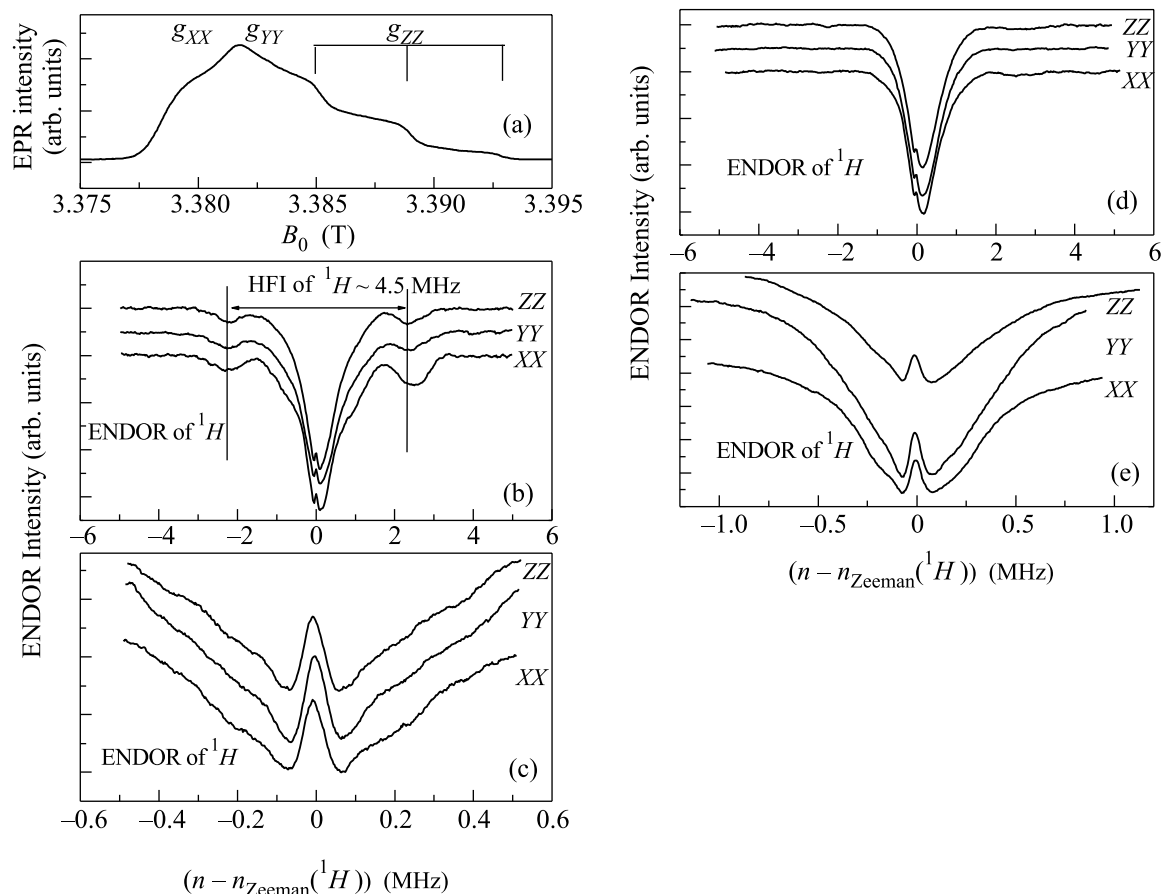 g_XX g_YY g_ZZ
EPR intensity
(arb. units)
(a)
3.375 3.380 3.385 3.390 3.395
B_0 (T)
HFI of ^1H ~ 4.5 MHz
ZZ
YY
XX
ENDOR of ^1H
(b)
–6 –4 –2 0 2 4 6
ENDOR Intensity (arb. units)
ZZ
YY
XX
ENDOR of ^1H
(c)
–0.6 –0.4 –0.2 0 0.2 0.4 0.6
(n – n_Zeeman(^1H)) (MHz)
ZZ
YY
XX
ENDOR of ^1H
(d)
–6 –4 –2 0 2 4 6
ENDOR Intensity (arb. units)
ZZ
YY
XX
ENDOR of ^1H
(e)
–1.0 –0.5 0 0.5 1.0
(n – n_Zeeman(^1H)) (MHz)